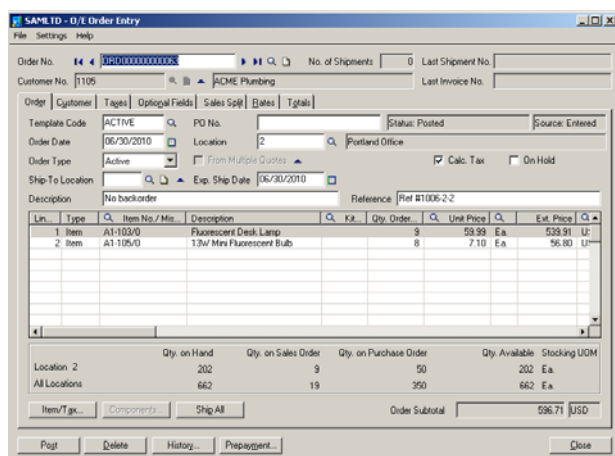 SAMLTD - O/E Order Entry
File Settings Help
Order No. ORD000000000063 No. of Shipments 0 Last Shipment No.
Customer No. 1105 ACME Plumbing Last Invoice No.
Order Customer Taxes Optional Fields Sales Split Rates Totals
Template Code ACTIVE PO No. Status: Posted Source: Entered
Order Date 06/30/2010 Location 2 Portland Office
Order Type Active From Multiple Quotes Calc. Tax On Hold
Ship-To Location Exp. Ship Date 06/30/2010
Description No backorder Reference Ref #1006-2-2
Lin... Type Item No./Mis... Description Kit... Qty. Order... Unit Price Ext. Price
1 Item A1-103/0 Fluorescent Desk Lamp 9 59.99 Ea. 539.91 U:
2 Item A1-105/0 13W Mini Fluorescent Bulb 8 7.10 Ea. 56.80 U:
Qty. on Hand Qty. on Sales Order Qty. on Purchase Order Qty. Available Stocking UOM
Location 2 202 9 50 202 Ea.
All Locations 662 19 350 662 Ea.
Item/Tax... Components... Ship All Order Subtotal 596.71 USD
Post Delete History... Prepayment... Close